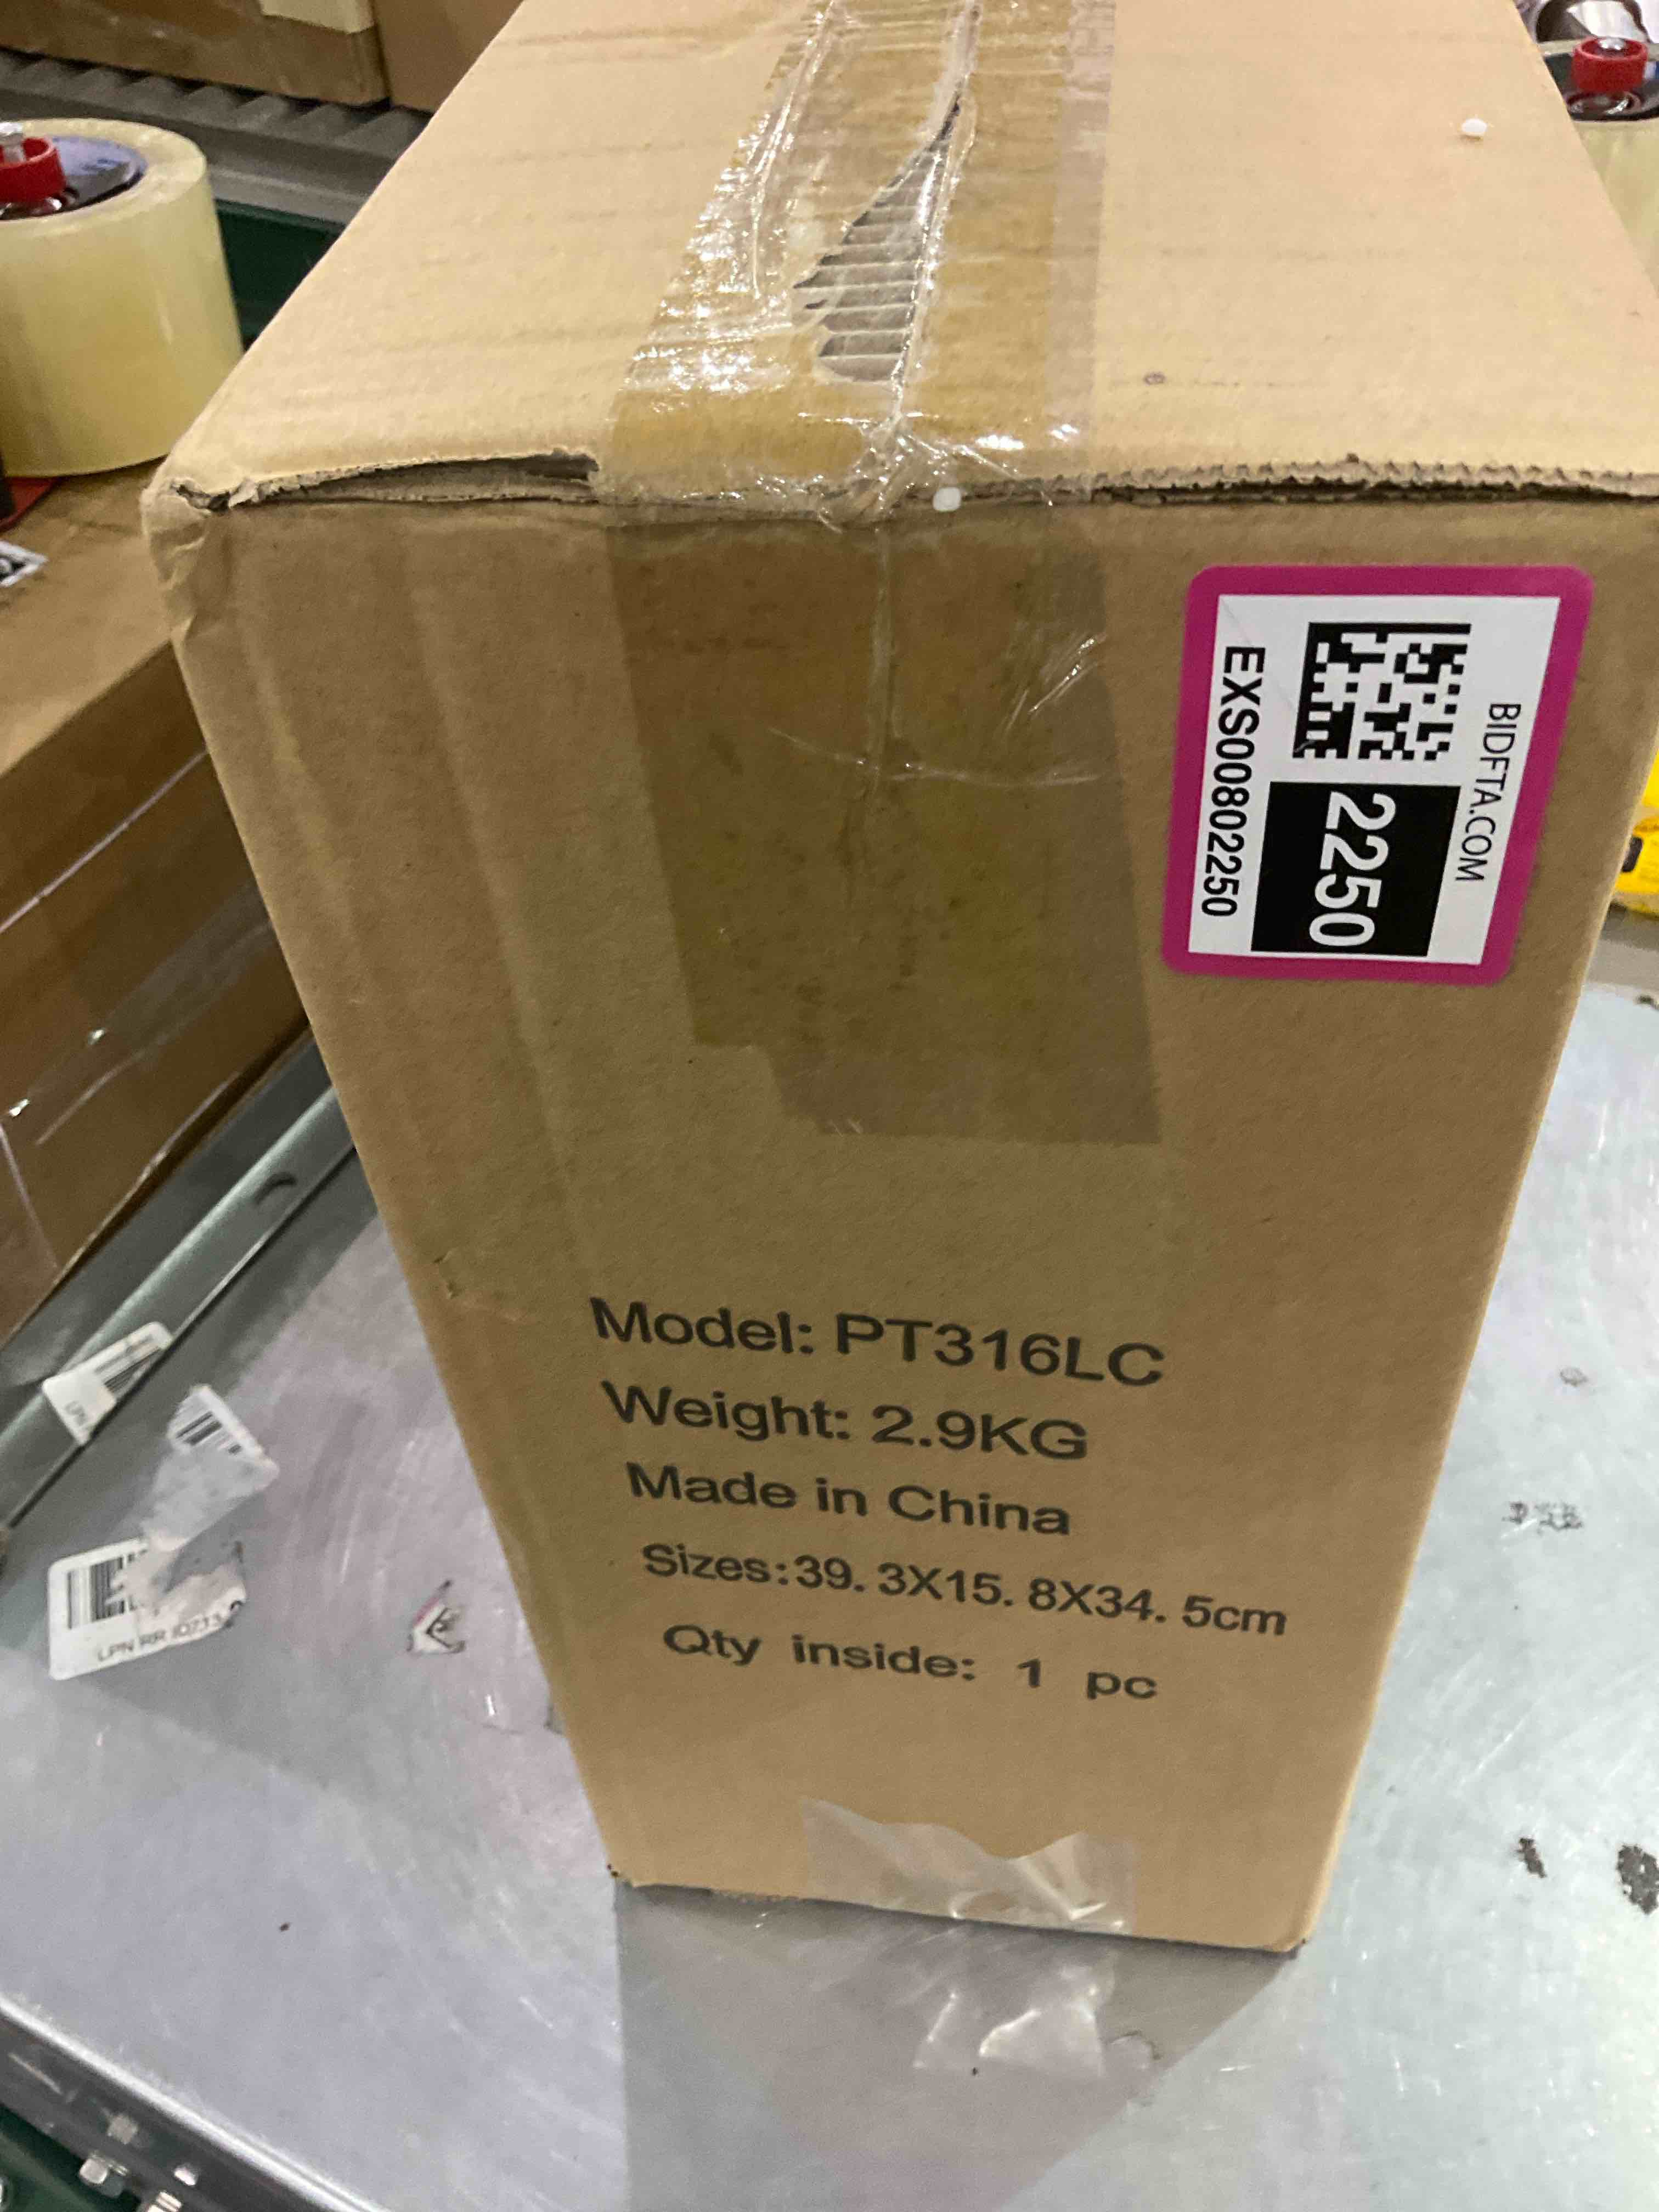 BIDFTA.COM
2250
EXS00802250
Model: PT316LC
Weight: 2.9KG
Made in China
Sizes:39.3X15.8X34.5cm
Qty inside: 1 pc
LPN